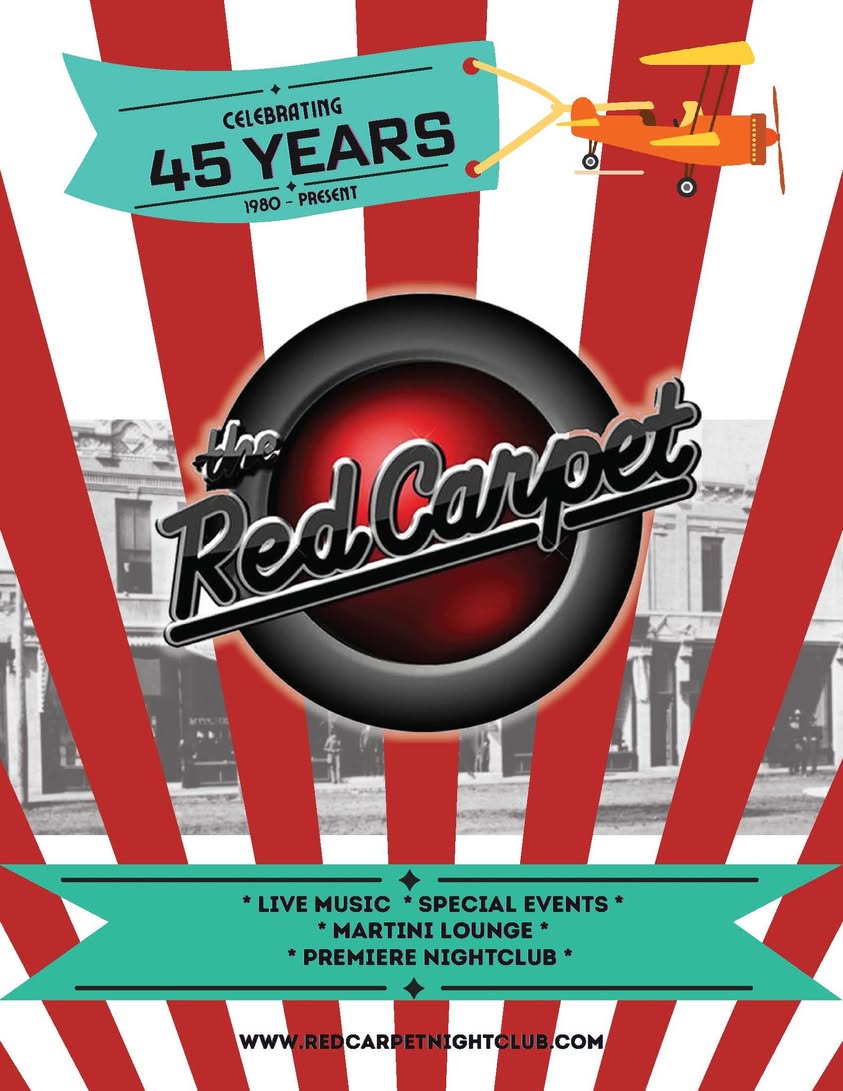 CELEBRATING
45 YEARS
1980 - PRESENT
the
Red Carpet
* LIVE MUSIC * SPECIAL EVENTS *
* MARTINI LOUNGE *
* PREMIERE NIGHTCLUB *
WWW.REDCARPETNIGHTCLUB.COM